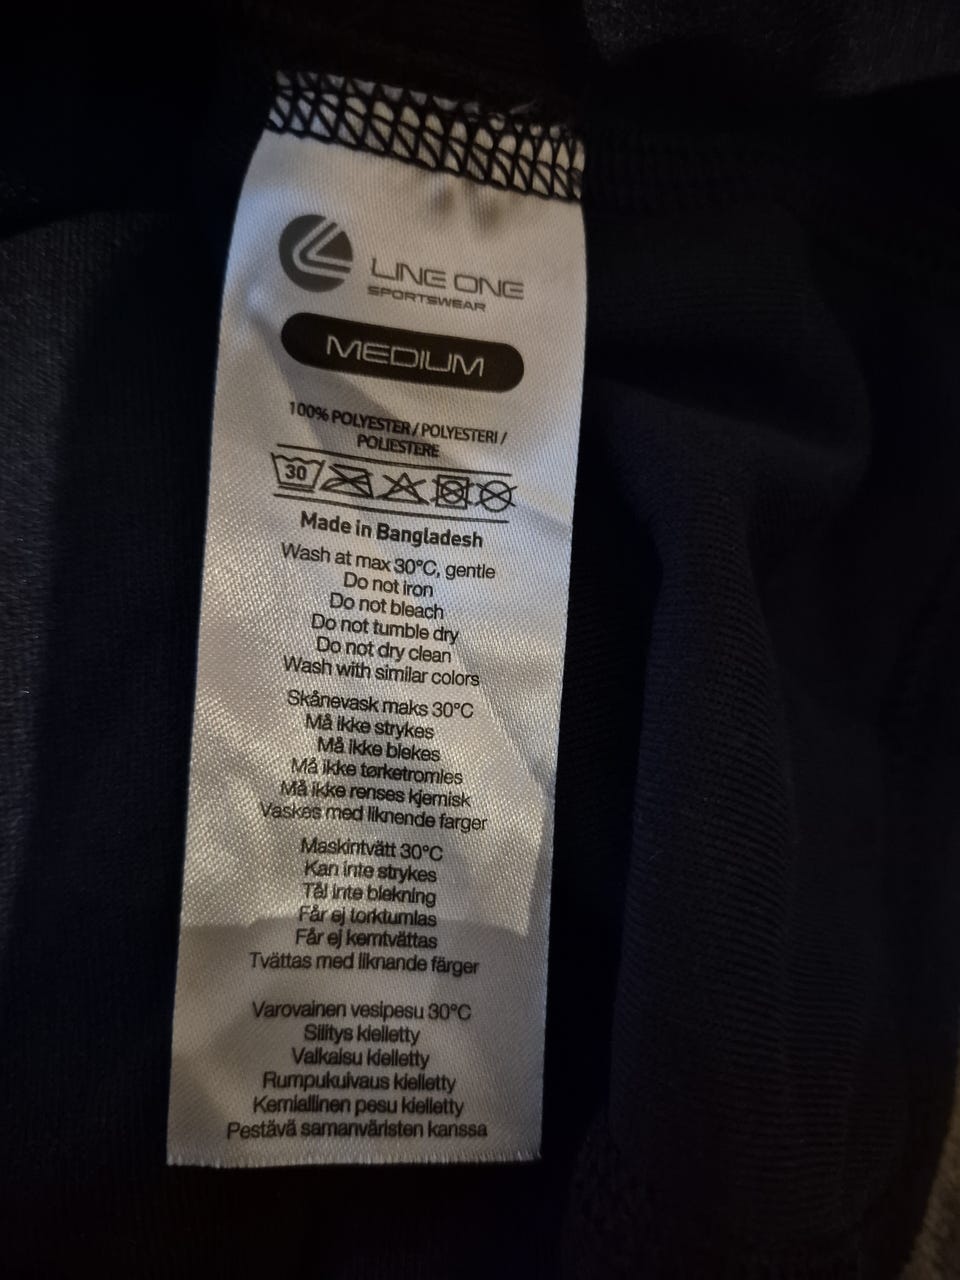 LINE ONE
SPORTSWEAR
MEDIUM
100% POLYESTER / POLYESTERI /
POLIESTERE
30
Made in Bangladesh
Wash at max 30°C, gentle
Do not iron
Do not bleach
Do not tumble dry
Do not dry clean
Wash with similar colors
Skånevask maks 30°C
Må ikke strykes
Må ikke blekes
Må ikke tørketromles
Må ikke renses kjemisk
Vaskes med liknende farger
Maskintvätt 30°C
Kan inte strykes
Tål inte blekning
Får ej torktumlas
Får ej kemtvättas
Tvättas med liknande färger
Varovainen vesipesu 30°C
Silitys kielletty
Valkaisu kielletty
Rumpukuivaus kielletty
Kemiallinen pesu kielletty
Pestävä samanväristen kanssa